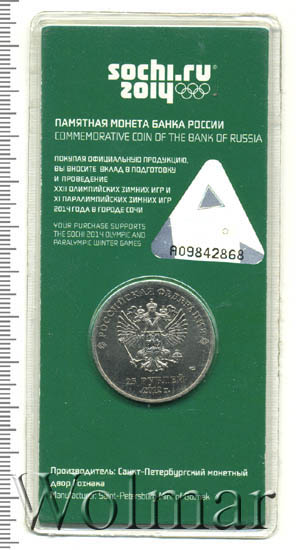 sochi.ru
2014
ПАМЯТНАЯ МОНЕТА БАНКА РОССИИ
COMMEMORATIVE COIN OF THE BANK OF RUSSIA
ПОКУПАЯ ОФИЦИАЛЬНУЮ ПРОДУКЦИЮ,
ВЫ ВНОСИТЕ ВКЛАД В ПОДГОТОВКУ
И ПРОВЕДЕНИЕ
XXII ОЛИМПИЙСКИХ ЗИМНИХ ИГР И
XI ПАРАЛИМПИЙСКИХ ЗИМНИХ ИГР
2014 ГОДА В ГОРОДЕ СОЧИ
YOUR PURCHASE SUPPORTS
THE SOCHI 2014 OLYMPIC AND
PARALYMPIC WINTER GAMES
A09842868
РОССИЙСКАЯ ФЕДЕРАЦИЯ
25 РУБЛЕЙ
2012 г.
Производитель: Санкт-Петербургский монетный
двор Гознака
Manufacturer: Saint-Petersburg Mint of Goznak
Wolmar